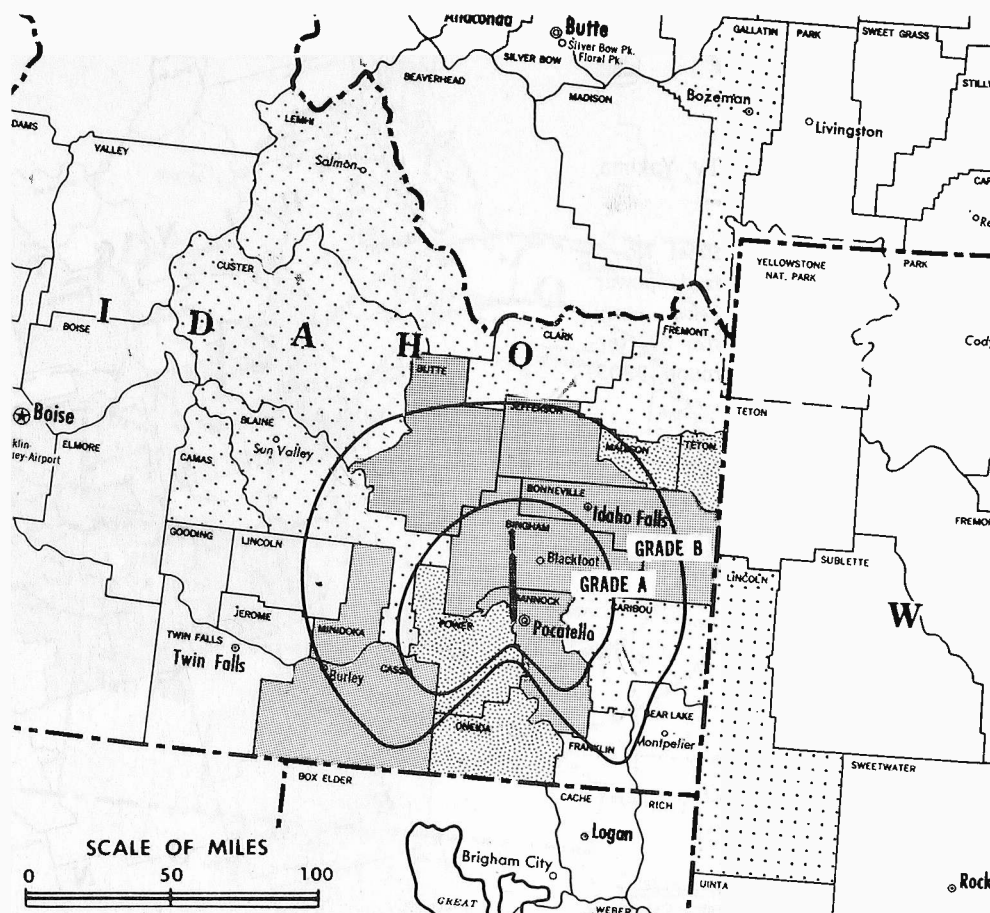 Anaconda
Butte
Silver Bow Pk.
Floral Pk.
SILVER BOW
GALLATIN
PARK
SWEET GRASS
BEAVERHEAD
MADISON
Bozeman
Livingston
LEMHI
Salmon
VALLEY
CUSTER
YELLOWSTONE
NAT. PARK
PARK
BOISE
I D A H O
CLARK
FREMONT
Cody
BUTTE
Boise
ELMORE
JEFFERSON
TETON
BLAINE
Sun Valley
CAMAS
MADISON
TETON
BONNEVILLE
Idaho Falls
GOODING
LINCOLN
BINGHAM
Blackfoot
GRADE B
GRADE A
SUBLETTE
LINCOLN
BANNOCK
CARIBOU
JEROME
MINIDOKA
POWER
Pocatello
W
TWIN FALLS
Twin Falls
Burley
CASSIA
ONEIDA
FRANKLIN
BEAR LAKE
Montpelier
BOX ELDER
SWEETWATER
CACHE
RICH
SCALE OF MILES
0 50 100
Logan
Brigham City
GREAT
WEBER
UINTA
Rock